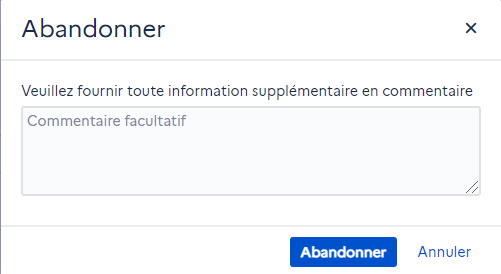 Abandonner
Veuillez fournir toute information supplémentaire en commentaire
Commentaire facultatif
Abandonner
Annuler